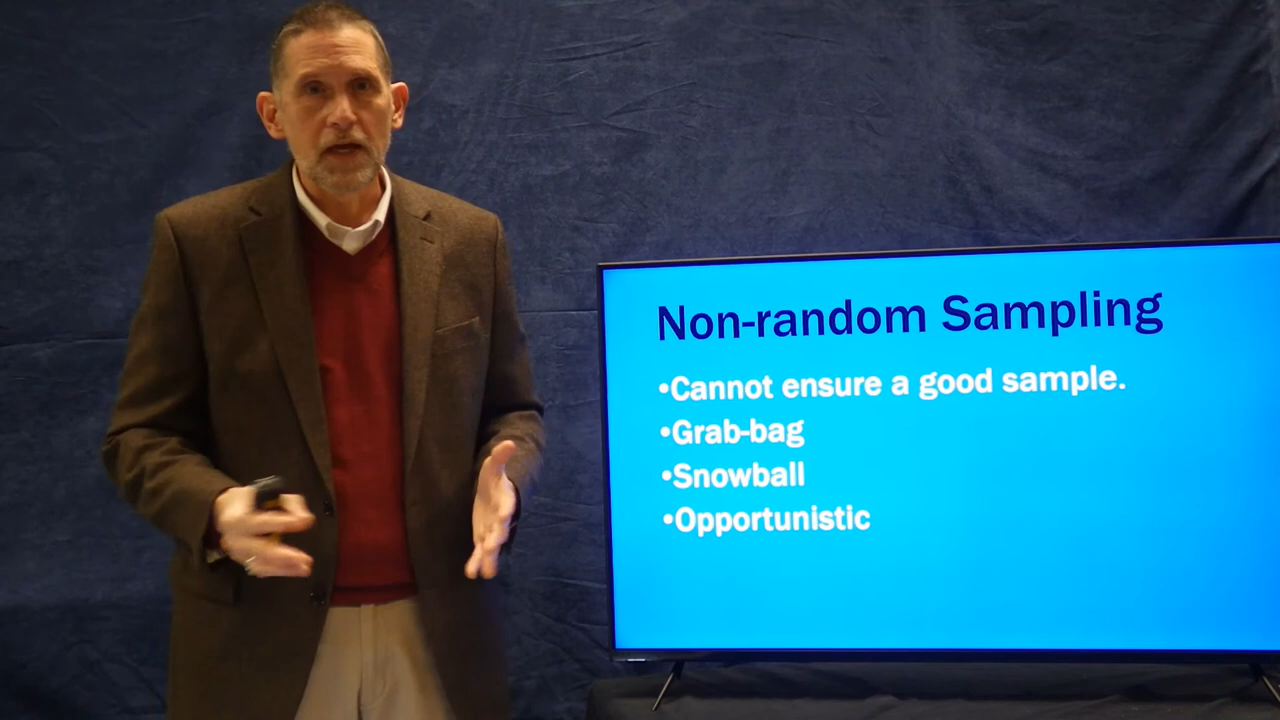 Non-random Sampling
•Cannot ensure a good sample.
•Grab-bag
•Snowball
•Opportunistic